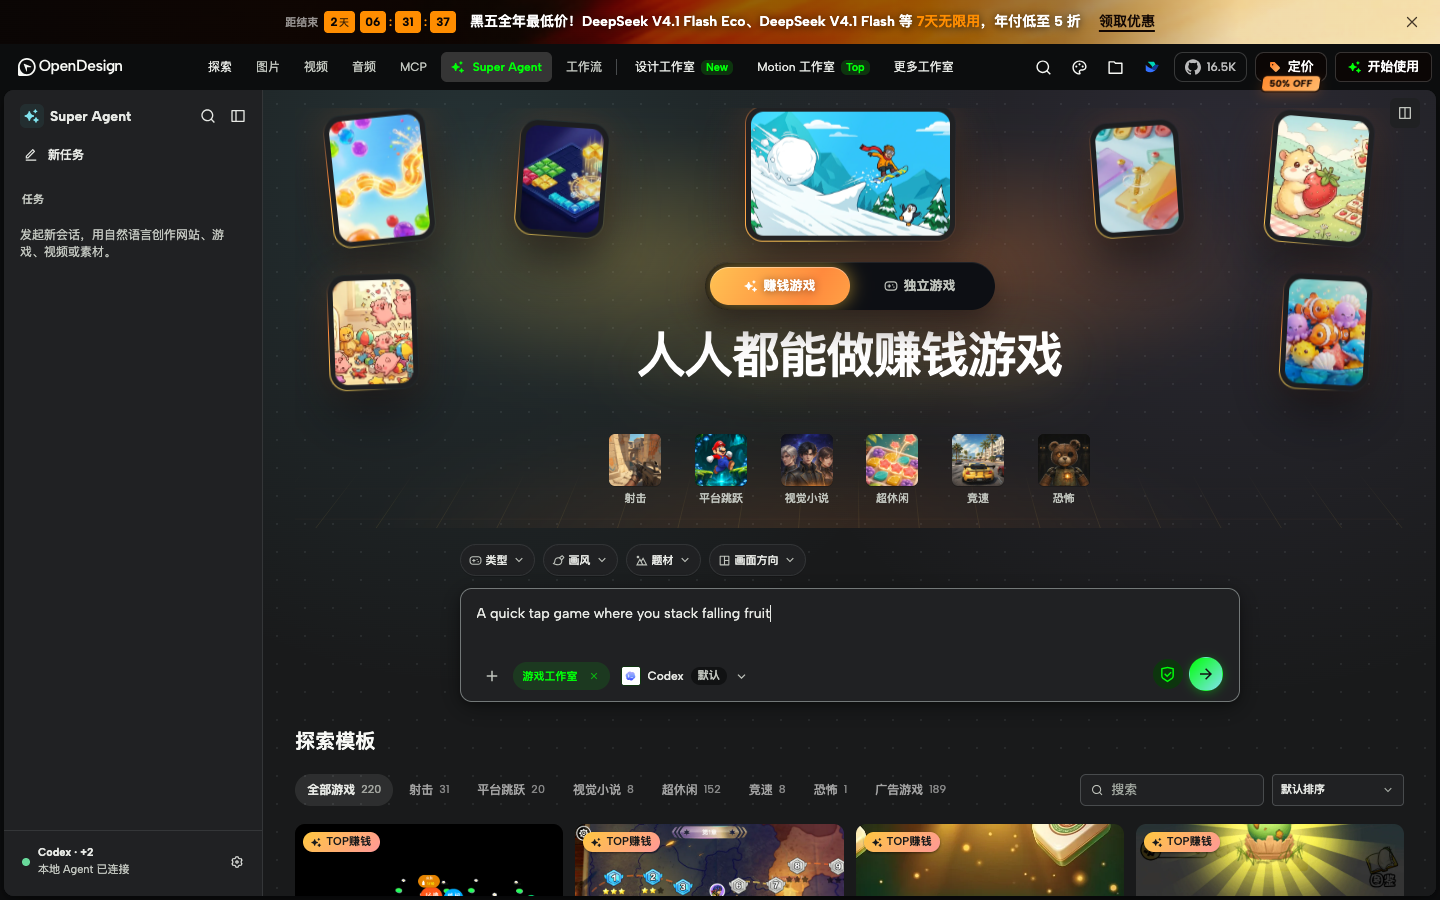 距结束 2天 06 : 31 : 37 黑五全年最低价！DeepSeek V4.1 Flash Eco、DeepSeek V4.1 Flash 等 7天无限用，年付低至 5 折 领取优惠
OpenDesign 探索 图片 视频 音频 MCP Super Agent 工作流 设计工作室 New Motion 工作室 Top 更多工作室 16.5K 定价 开始使用
50% OFF
Super Agent
新任务
任务
发起新会话，用自然语言创作网站、游
戏、视频或素材。
赚钱游戏 独立游戏
人人都能做赚钱游戏
射击 平台跳跃 视觉小说 超休闲 竞速 恐怖
类型 画风 题材 画面方向
A quick tap game where you stack falling fruit
游戏工作室 × Codex 默认
探索模板
全部游戏 220 射击 31 平台跳跃 20 视觉小说 8 超休闲 152 竞速 8 恐怖 1 广告游戏 189 搜索 默认排序
TOP赚钱 TOP赚钱 TOP赚钱 TOP赚钱
Codex · +2
本地 Agent 已连接